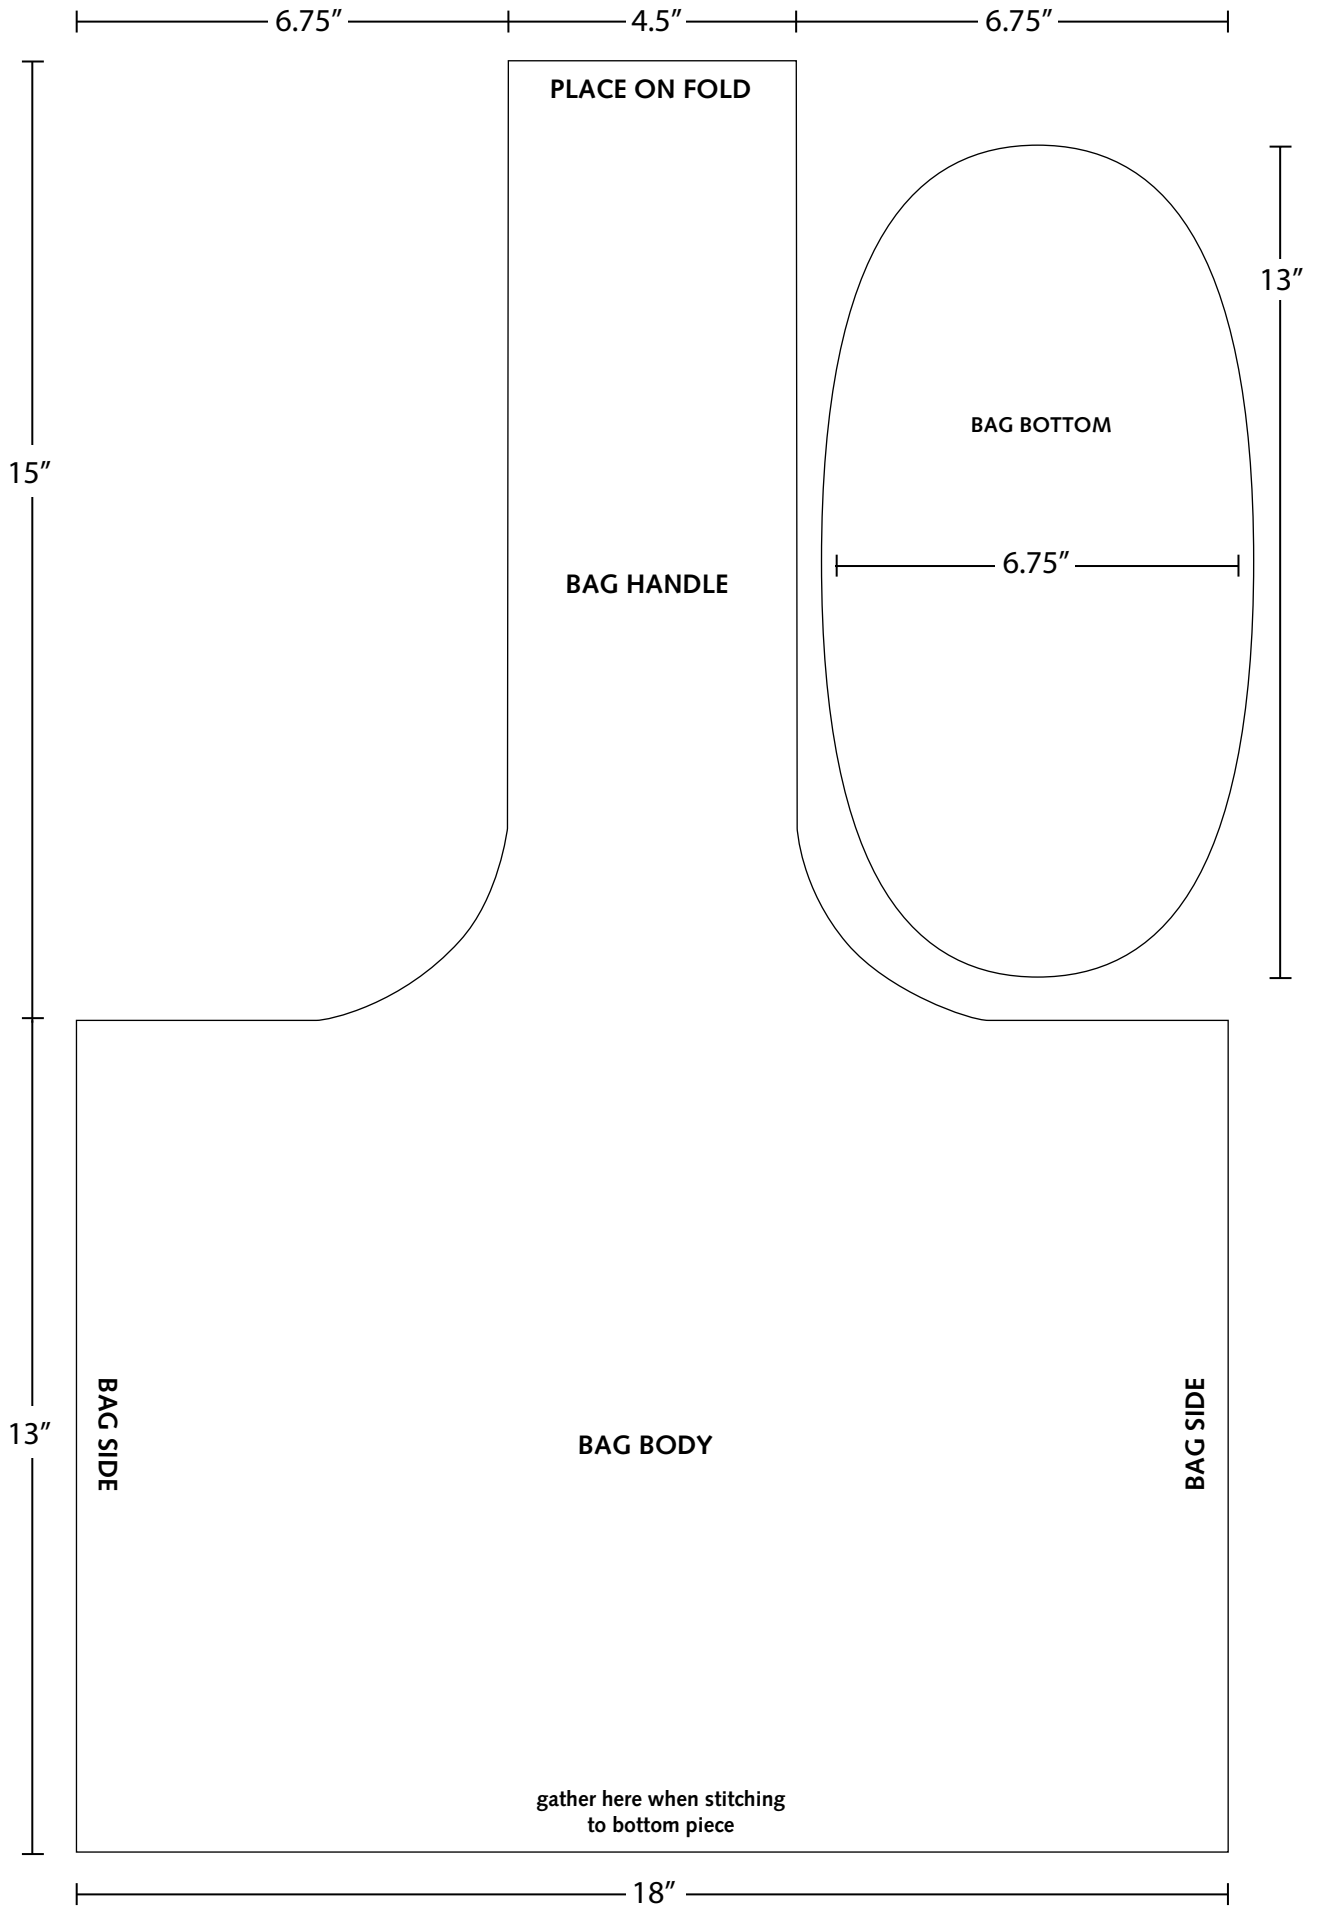 6.75”
4.5”
6.75”
PLACE ON FOLD
13”
BAG BOTTOM
15”
6.75”
BAG HANDLE
BAG SIDE
BAG SIDE
13”
BAG BODY
gather here when stitching
to bottom piece
18”